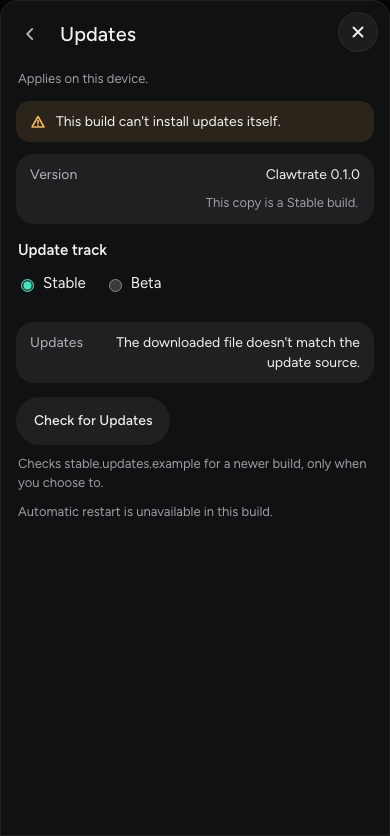 Updates
Applies on this device.
This build can't install updates itself.
Version
Clawtrate 0.1.0
This copy is a Stable build.
Update track
Stable
Beta
Updates
The downloaded file doesn't match the
update source.
Check for Updates
Checks stable.updates.example for a newer build, only when
you choose to.
Automatic restart is unavailable in this build.